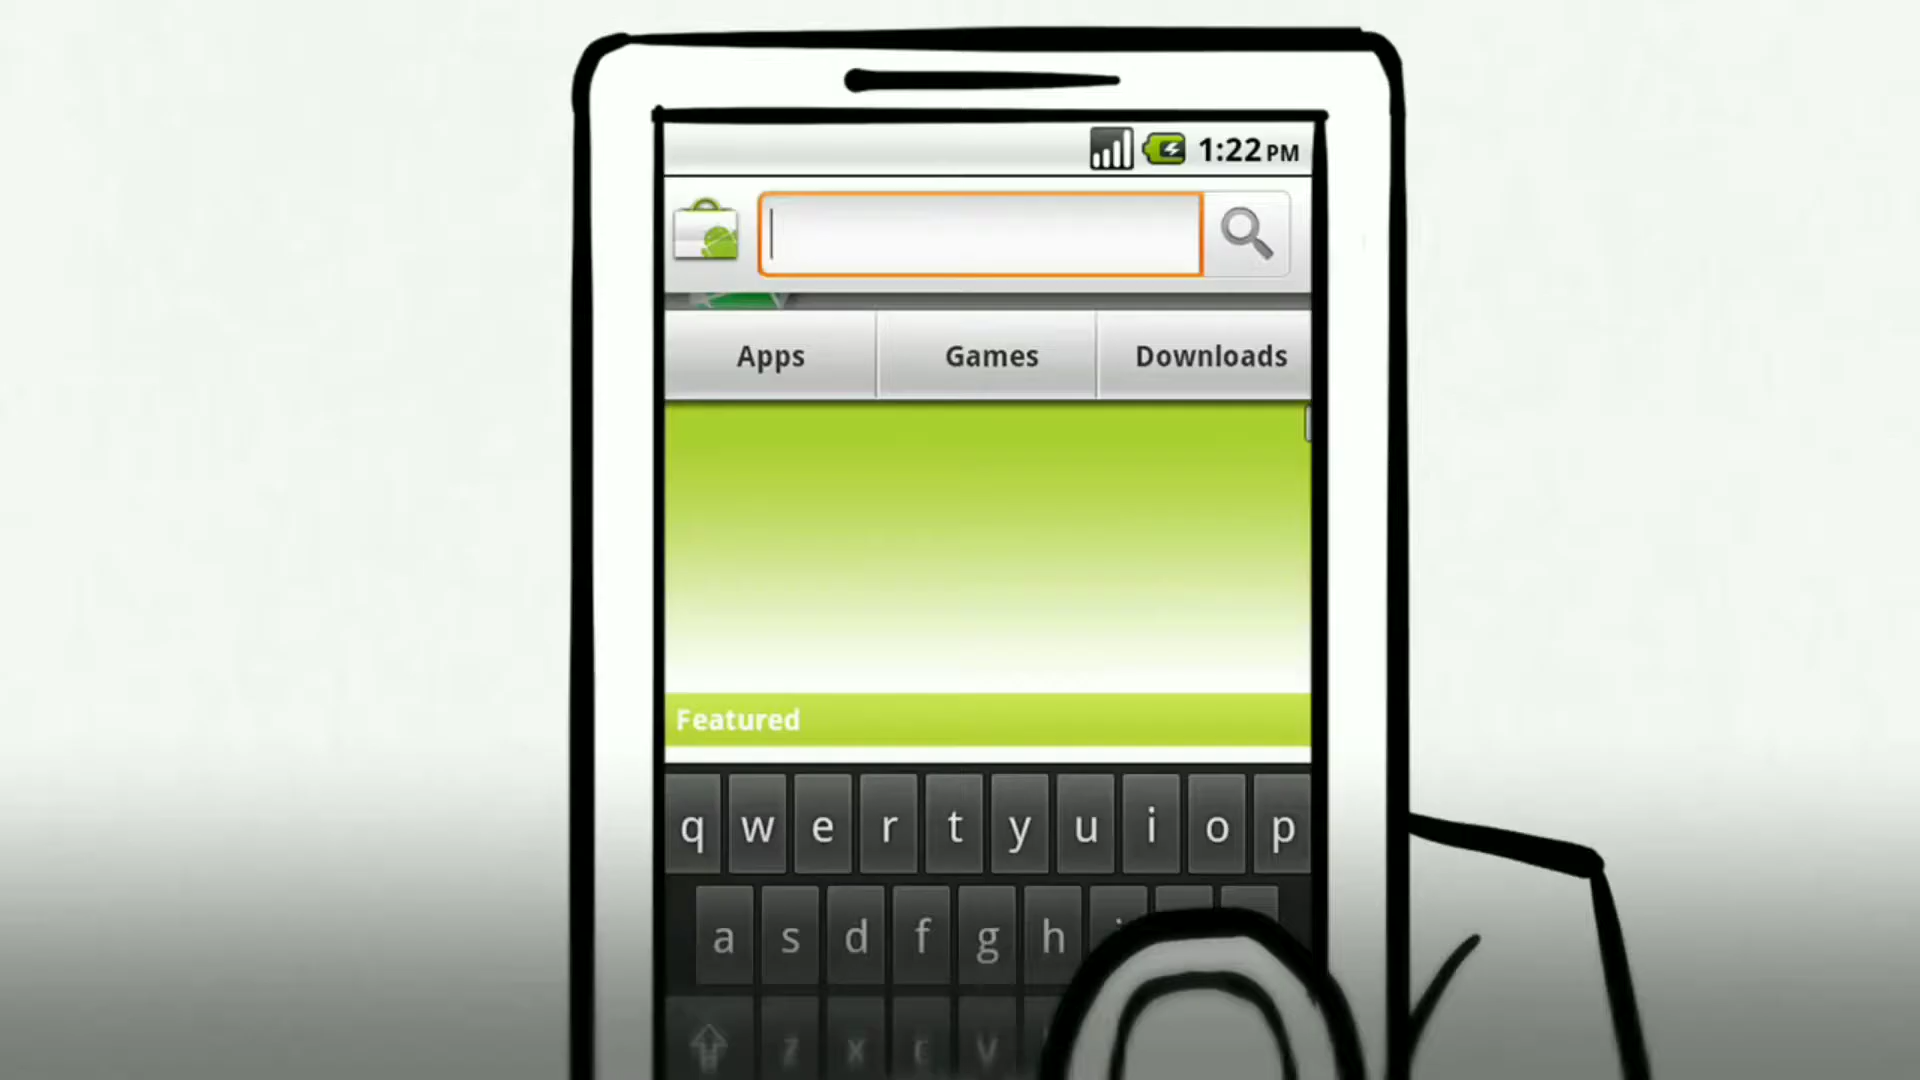 1:22 PM
Apps Games Downloads
Featured
q w e r t y u i o p
a s d f g h
z x c v